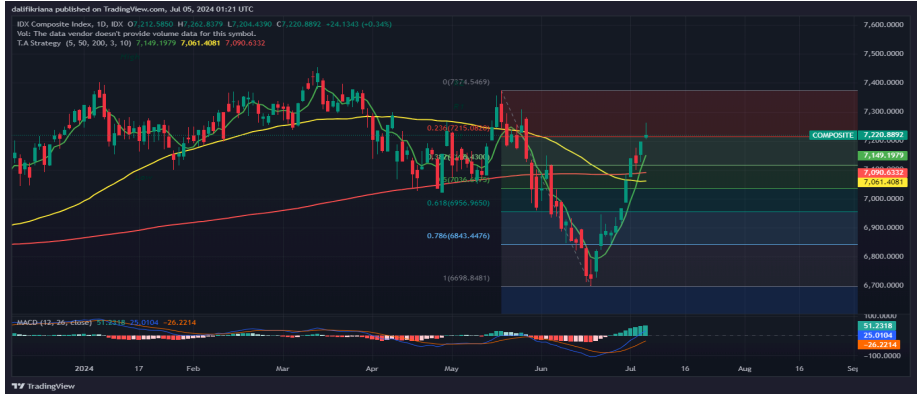 dalifikriana published on TradingView.com, Jul 05, 2024 01:21 UTC
IDX Composite Index, 1D, IDX O7,212.5850 H7,262.8379 L7,204.4390 C7,220.8892 +24.1343 (+0.34%)
Vol: The data vendor doesn't provide volume data for this symbol.
T.A Strategy (5, 50, 200, 3, 10) 7,149.1979 7,061.4081 7,090.6332
7,600.0000
7,500.0000
0(7374.5469)
7,400.0000
7,300.0000
COMPOSITE 7,220.8892
7,149.1979
7,090.6332
7,061.4081
7,000.0000
0.618(6956.9650)
6,900.0000
0.786(6843.4476)
6,800.0000
1(6698.8481)
6,700.0000
MACD (12, 26, close) 51.2318 25.0104 -26.2214
100.0000
51.2318
25.0104
-26.2214
-100.0000
2024 17 Feb Mar Apr May Jun Jul 16 Aug Sep
TradingView